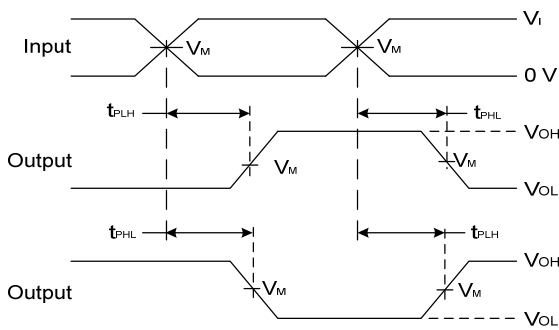 VI
Input VM VM
0 V
tPLH tPHL
VOH
Output VM VM
VOL
tPHL tPLH
VOH
Output VM VM
VOL